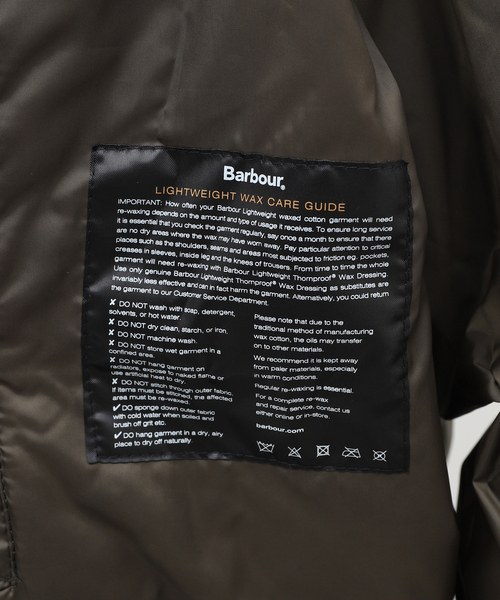 Barbour®
LIGHTWEIGHT WAX CARE GUIDE
IMPORTANT: How often your Barbour Lightweight waxed cotton garment will need
re-waxing depends on the amount and type of usage it receives. To ensure long service
it is essential that you check the garment regularly, say once a month to ensure that there
are no dry areas where the wax may have worn away. Pay particular attention to critical
places such as the shoulders, seams and areas most subjected to friction eg. pockets,
creases in sleeves, inside leg and the knees of trousers. From time to time the whole
garment will need re-waxing with Barbour Lightweight Thornproof® Wax Dressing.
Use only genuine Barbour Lightweight Thornproof® Wax Dressing as substitutes are
invariably less effective and can in fact harm the garment. Alternatively, you could return
the garment to our Customer Service Department.
✘ DO NOT wash with soap, detergent,
solvents, or hot water.
✘ DO NOT dry clean, starch, or iron.
✘ DO NOT machine wash.
✘ DO NOT store wet garment in a
confined area.
✘ DO NOT hang garment on
radiators, expose to naked flame or
use artificial heat to dry.
✘ DO NOT stitch through outer fabric.
If items must be stitched, the affected
area must be re-waxed.
✔ DO sponge down outer fabric
with cold water when soiled and
brush off grit etc.
✔ DO hang garment in a dry, airy
place to dry off naturally.
Please note that due to the
traditional method of manufacturing
wax cotton, the oils may transfer
on to other materials.
We recommend it is kept away
from paler materials, especially
in warm conditions.
Regular re-waxing is essential.
For a complete re-wax
and repair service, contact us
either online or in-store.
barbour.com